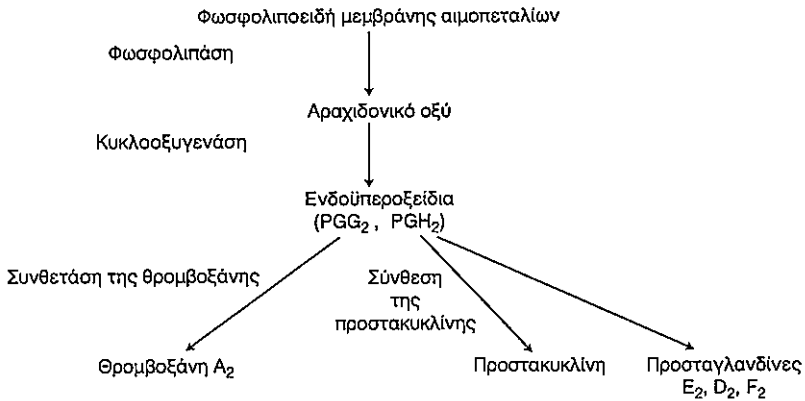 Φωσφολιποειδή μεμβράνης αιμοπεταλίων
Φωσφολιπάση
Αραχιδονικό οξύ
Κυκλοοξυγενάση
Ενδοϋπεροξείδια
(PGG₂ , PGH₂)
Συνθετάση της θρομβοξάνης
Σύνθεση
της
προστακυκλίνης
Θρομβοξάνη A₂
Προστακυκλίνη
Προσταγλανδίνες
E₂, D₂, F₂